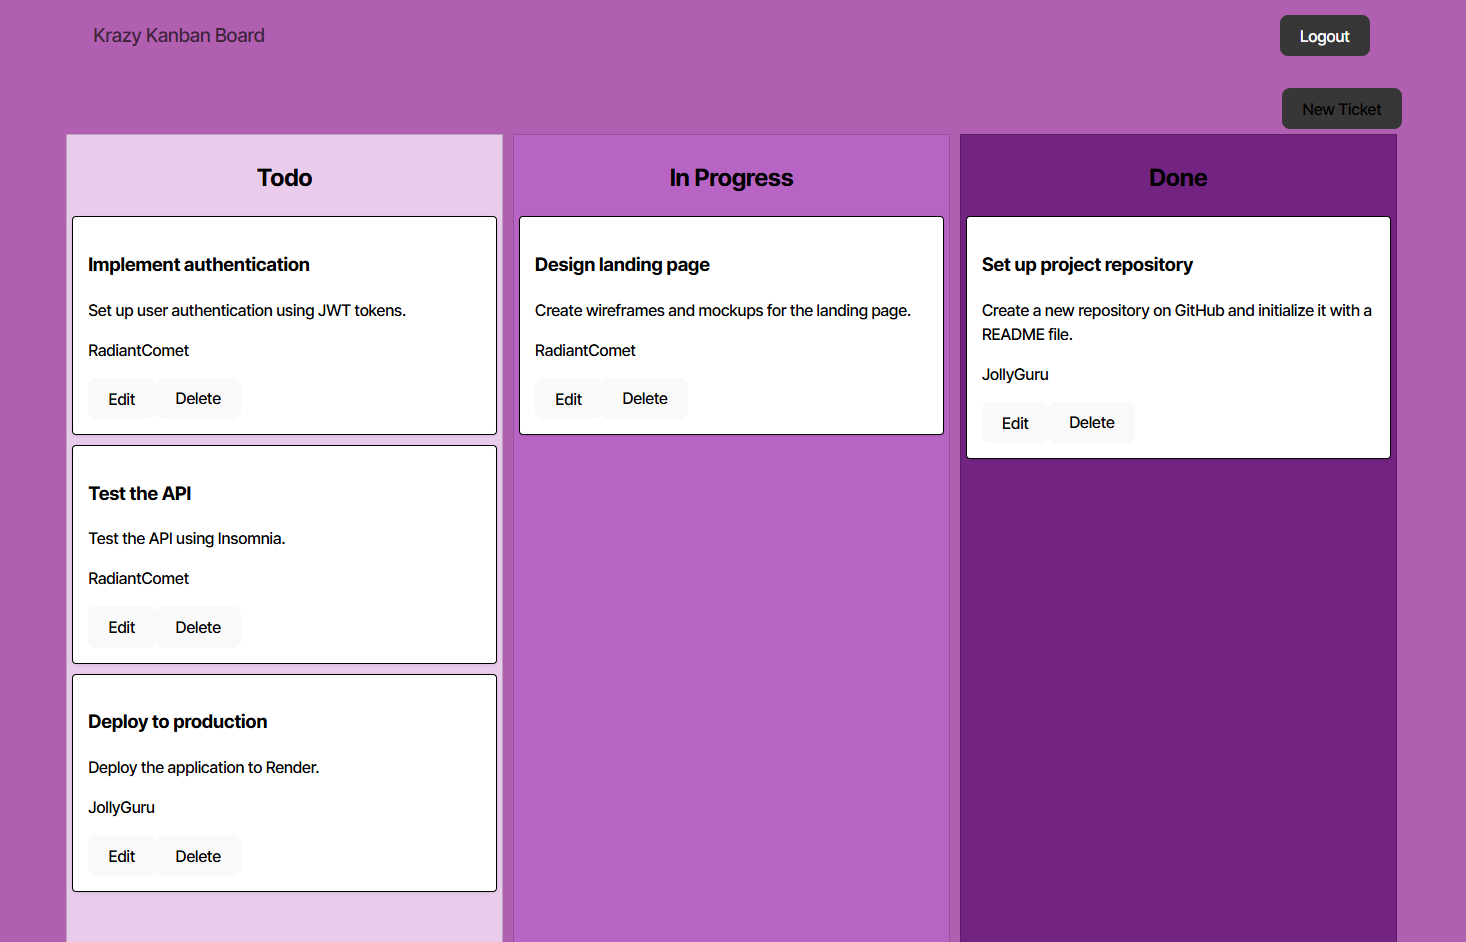 Krazy Kanban Board
Logout
New Ticket
Todo
Implement authentication
Set up user authentication using JWT tokens.
RadiantComet
Edit Delete
Test the API
Test the API using Insomnia.
RadiantComet
Edit Delete
Deploy to production
Deploy the application to Render.
JollyGuru
Edit Delete
In Progress
Design landing page
Create wireframes and mockups for the landing page.
RadiantComet
Edit Delete
Done
Set up project repository
Create a new repository on GitHub and initialize it with a
README file.
JollyGuru
Edit Delete